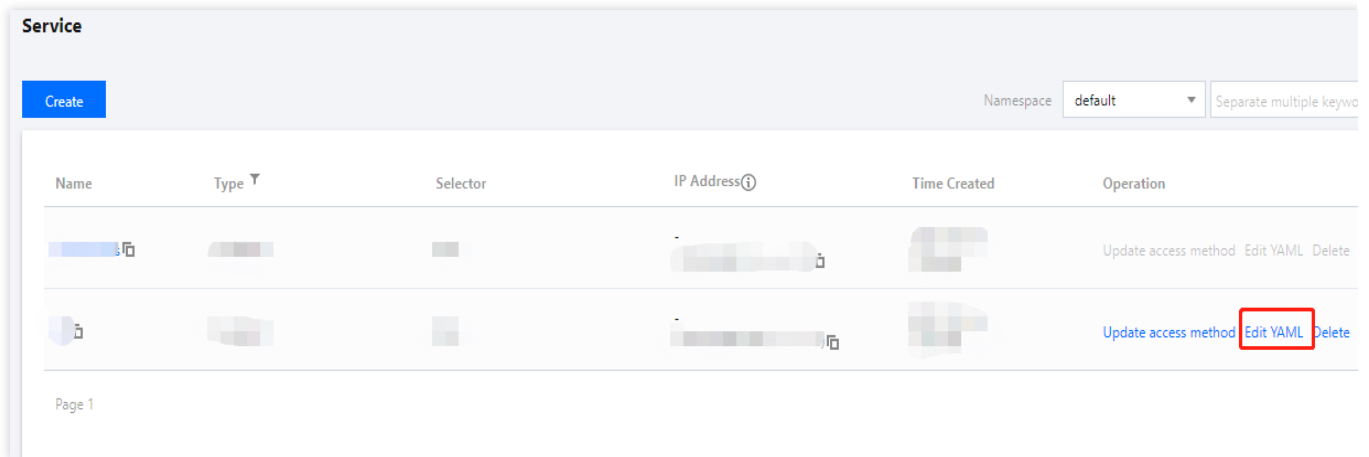 Service
Create
Namespace default Separate multiple keywo
Name Type Selector IP Address Time Created Operation
-
Update access method Edit YAML Delete
-
Update access method Edit YAML Delete
Page 1